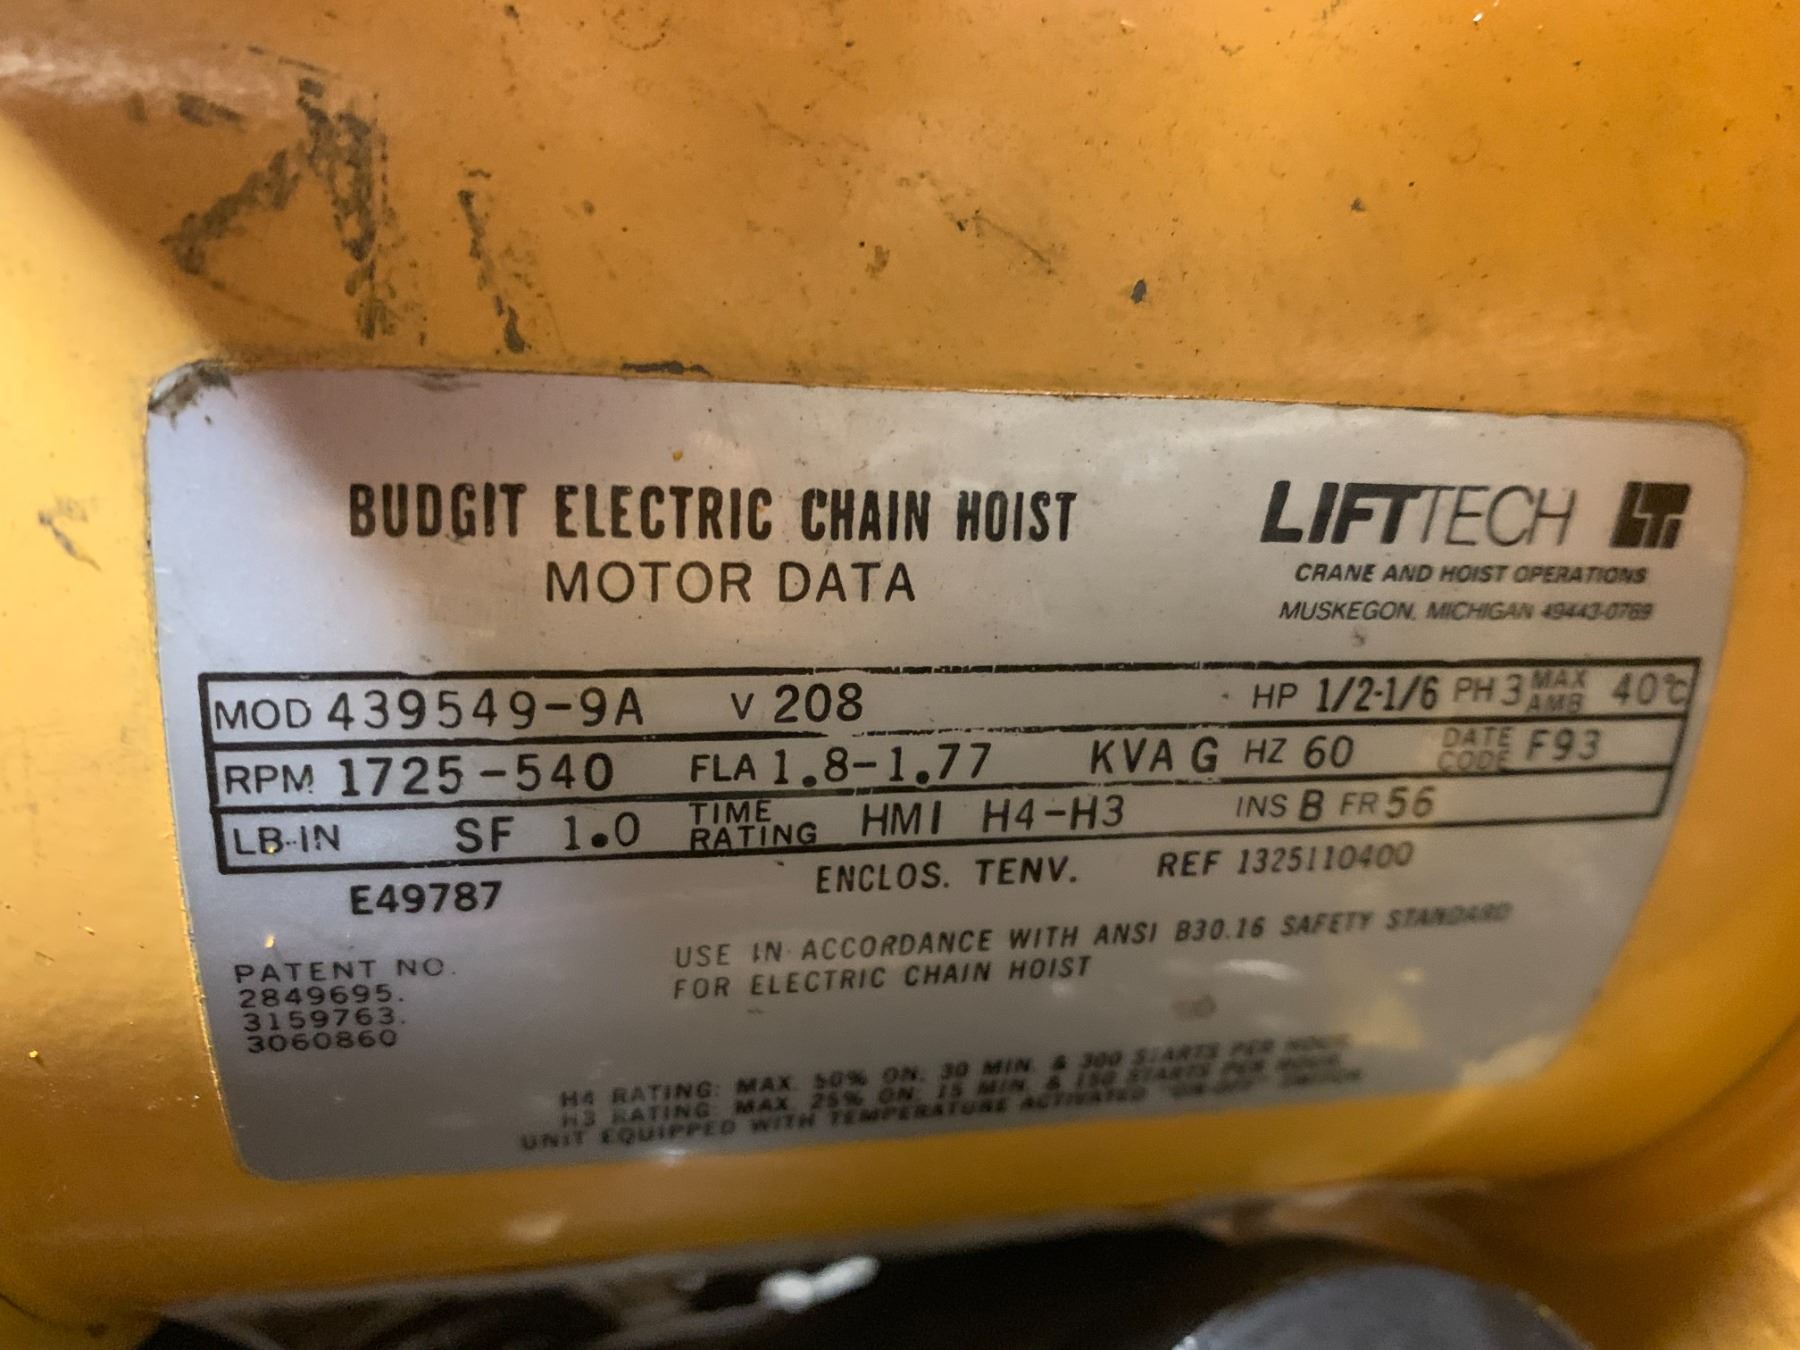 BUDGIT ELECTRIC CHAIN HOIST
MOTOR DATA
LIFTTECH LTI
CRANE AND HOIST OPERATIONS
MUSKEGON, MICHIGAN 49443-0769
MOD 439549-9A V 208 HP 1/2-1/6 PH 3 MAX AMB 40°C
RPM 1725-540 FLA 1.8-1.77 KVA G HZ 60 DATE CODE F93
LB-IN SF 1.0 TIME RATING HMI H4-H3 INS B FR 56
E49787 ENCLOS. TENV. REF 1325110400
PATENT NO.
2849695.
3159763.
3060860
USE IN ACCORDANCE WITH ANSI B30.16 SAFETY STANDARD
FOR ELECTRIC CHAIN HOIST
H4 RATING: MAX. 50% ON, 30 MIN. & 300 STARTS PER HOUR
H3 RATING: MAX. 25% ON, 15 MIN. & 150 STARTS PER HOUR
UNIT EQUIPPED WITH TEMPERATURE ACTIVATED "ON-OFF" SWITCH